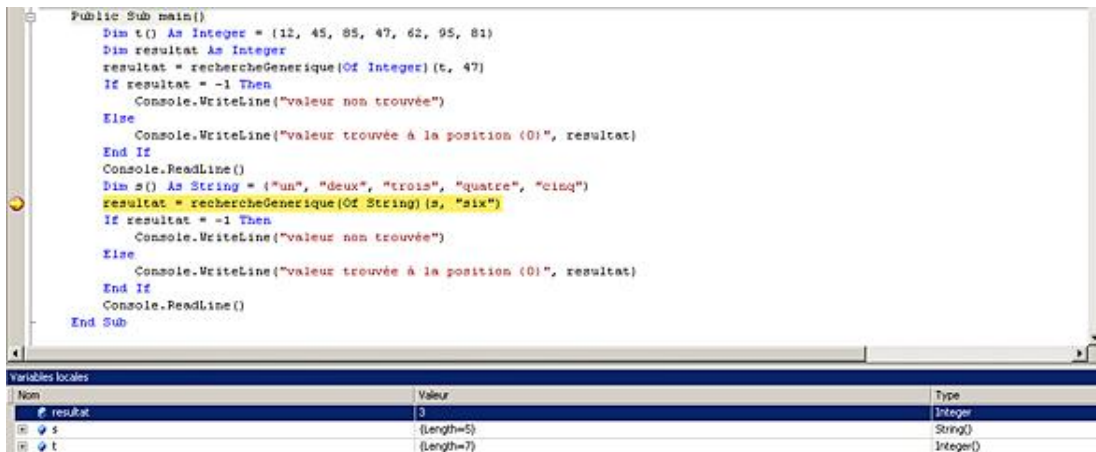 Public Sub main()
Dim t() As Integer = {12, 45, 85, 47, 62, 95, 81}
Dim resultat As Integer
resultat = rechercheGenerique(Of Integer)(t, 47)
If resultat = -1 Then
Console.WriteLine("valeur non trouvée")
Else
Console.WriteLine("valeur trouvée à la position {0}", resultat)
End If
Console.ReadLine()
Dim s() As String = {"un", "deux", "trois", "quatre", "cinq"}
resultat = rechercheGenerique(Of String)(s, "six")
If resultat = -1 Then
Console.WriteLine("valeur non trouvée")
Else
Console.WriteLine("valeur trouvée à la position {0}", resultat)
End If
Console.ReadLine()
End Sub
Variables locales
Nom Valeur Type
resultat 3 Integer
s {Length=5} String()
t {Length=7} Integer()